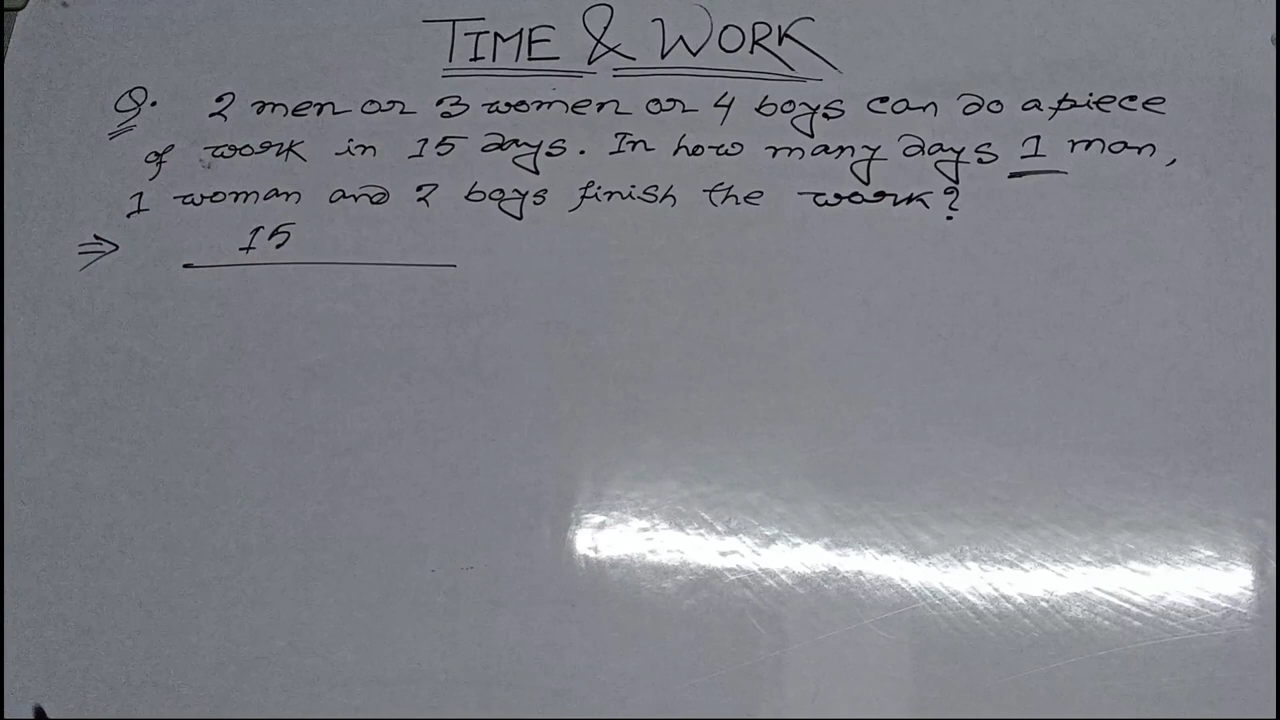 TIME & WORK
Q. 2 men or 3 women or 4 boys can do a piece
of work in 15 days. In how many days 1 man,
1 woman and 2 boys finish the work?
⇒ 15